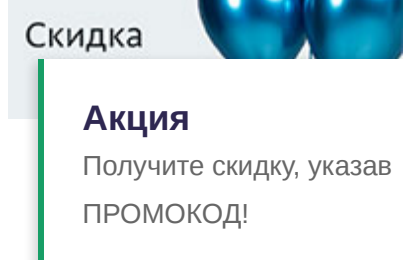 Скидка
Акция
Получите скидку, указав
ПРОМОКОД!